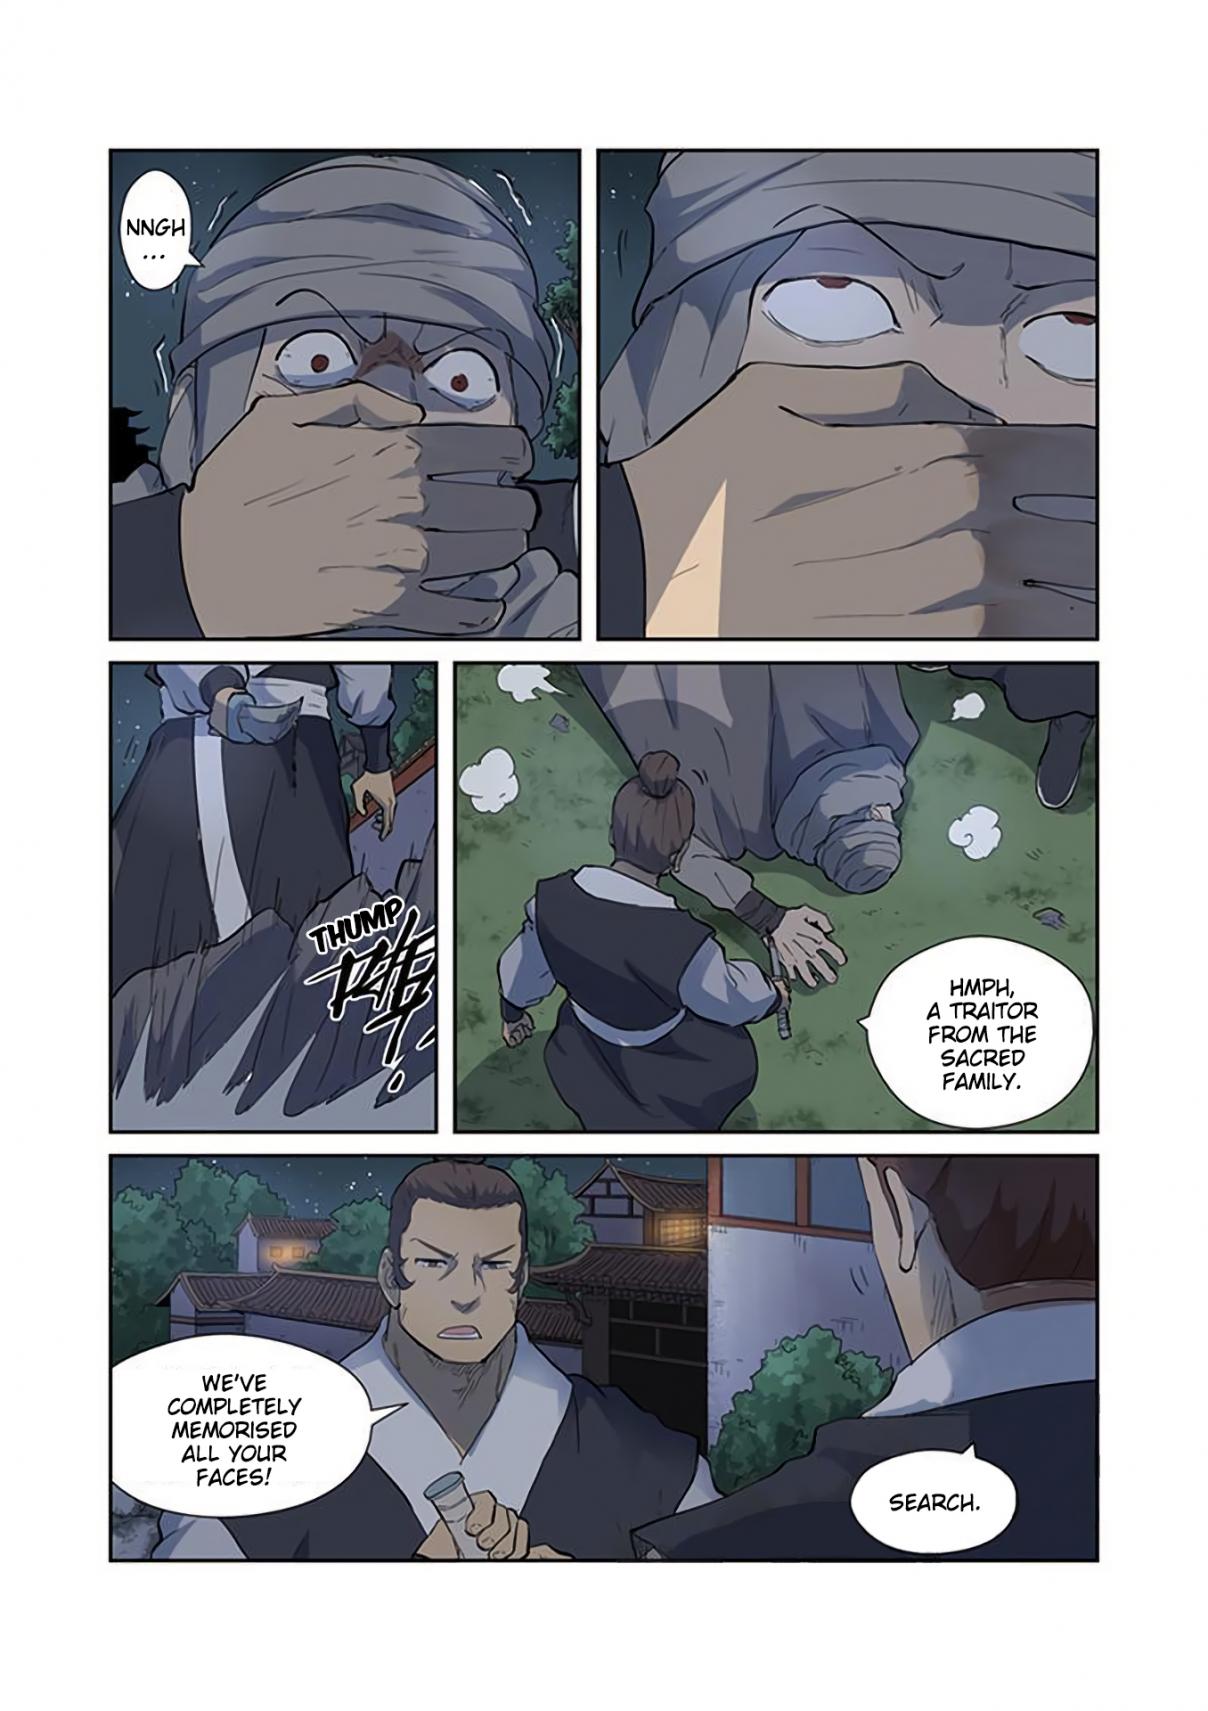 NNGH
...
THUMP
HMPH,
A TRAITOR
FROM THE
SACRED
FAMILY.
WE'VE
COMPLETELY
MEMORISED
ALL YOUR
FACES!
SEARCH.